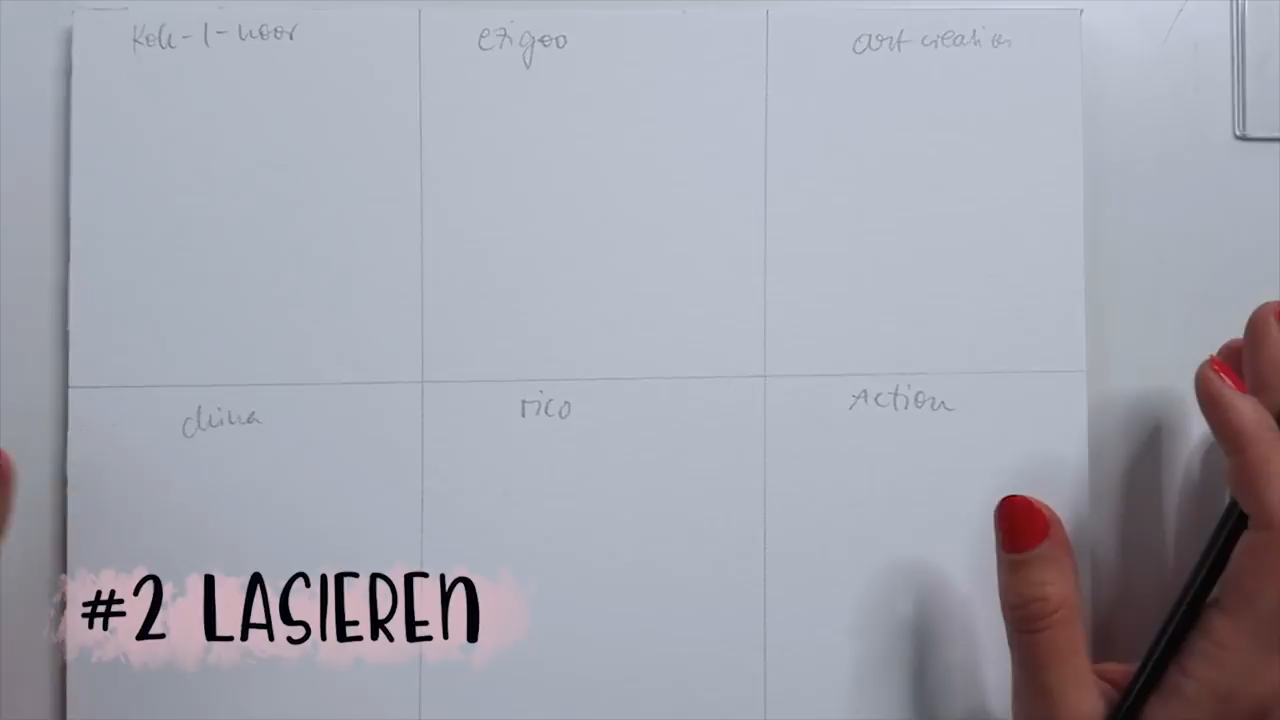 Koh-I-noor
ezigoo
art creation
china
rico
Action
#2 LASIEREN